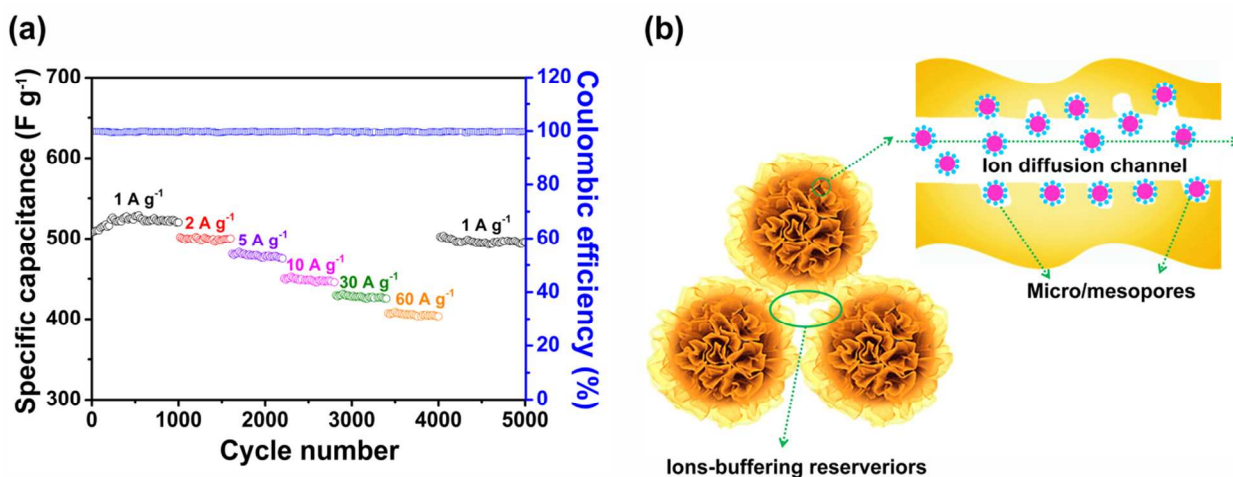 (a)
700
600
500
400
300
Specific capacitance (F g⁻¹)
120
100
80
60
40
20
0
Coulombic efficiency (%)
1 A g⁻¹
2 A g⁻¹
5 A g⁻¹
10 A g⁻¹
30 A g⁻¹
60 A g⁻¹
1 A g⁻¹
0 1000 2000 3000 4000 5000
Cycle number
(b)
Ion diffusion channel
Micro/mesopores
Ions-buffering reserveriors